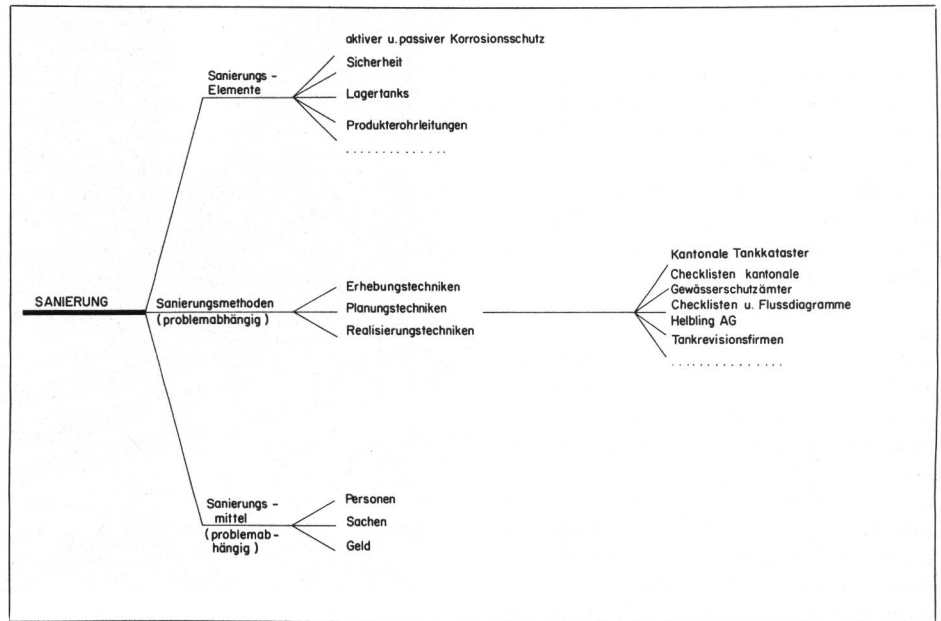 aktiver u. passiver Korrosionsschutz
Sicherheit
Sanierungs -
Elemente
Lagertanks
Produkterohrleitungen
. . . . . . . . . . . . . .
SANIERUNG
Sanierungsmethoden
(problemabhängig)
Erhebungstechniken
Planungstechniken
Realisierungstechniken
Kantonale Tankkataster
Checklisten kantonale
Gewässerschutzämter
Checklisten u. Flussdiagramme
Helbling AG
Tankrevisionsfirmen
. . . . . . . . . . . . . . .
Sanierungs -
mittel
(problemab-
hängig)
Personen
Sachen
Geld